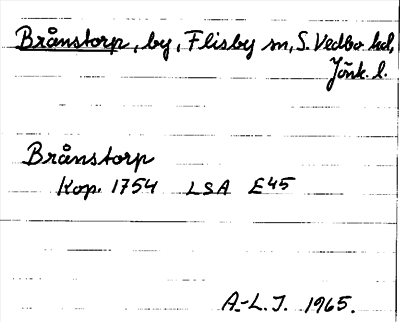 Brånstorp, by, Flisby sn, S. Vedbo hd,
Jönk. l.
Brånstorp
Kop. 1754 LSA E45
A.-L. J. 1965.